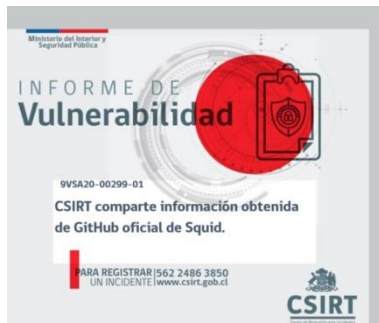 Ministerio del Interior y
Seguridad Pública
INFORME DE
Vulnerabilidad
9VSA20-00299-01
CSIRT comparte información obtenida
de GitHub oficial de Squid.
PARA REGISTRAR 562 2486 3850
UN INCIDENTE www.csirt.gob.cl
CSIRT